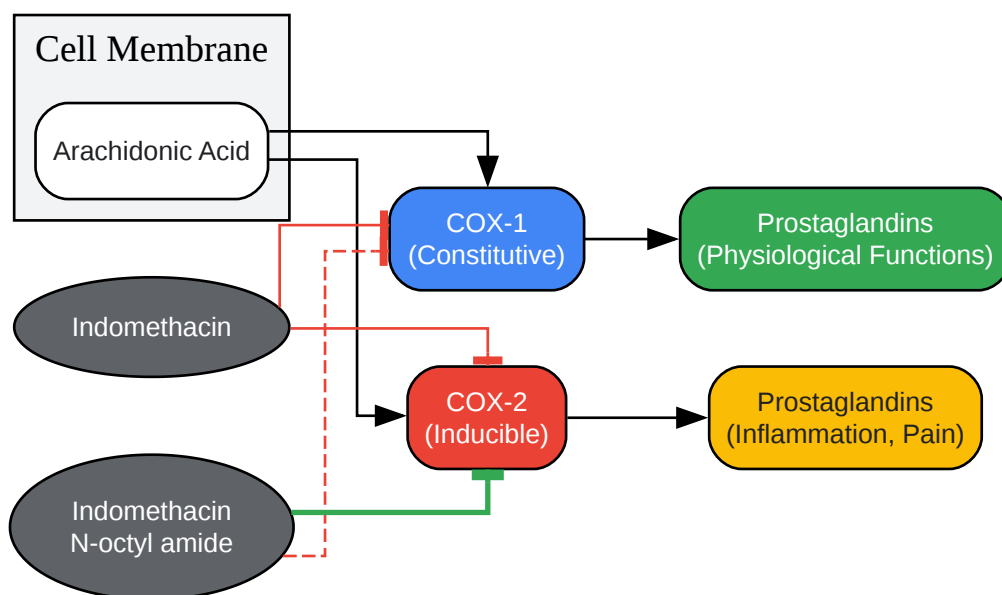 Cell Membrane
Arachidonic Acid
COX-1
(Constitutive)
Prostaglandins
(Physiological Functions)
Indomethacin
COX-2
(Inducible)
Prostaglandins
(Inflammation, Pain)
Indomethacin
N-octyl amide